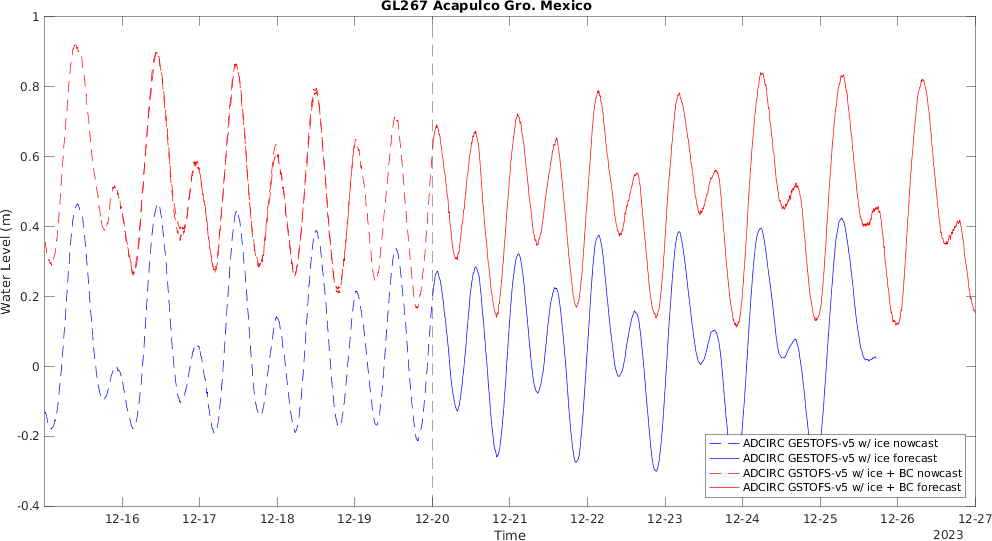 GL267 Acapulco Gro. Mexico
1
0.8
0.6
0.4
0.2
0
-0.2
-0.4
Water Level (m)
ADCIRC GESTOFS-v5 w/ ice nowcast
ADCIRC GESTOFS-v5 w/ ice forecast
ADCIRC GSTOFS-v5 w/ ice + BC nowcast
ADCIRC GSTOFS-v5 w/ ice + BC forecast
12-16 12-17 12-18 12-19 12-20 12-21 12-22 12-23 12-24 12-25 12-26 12-27
Time
2023